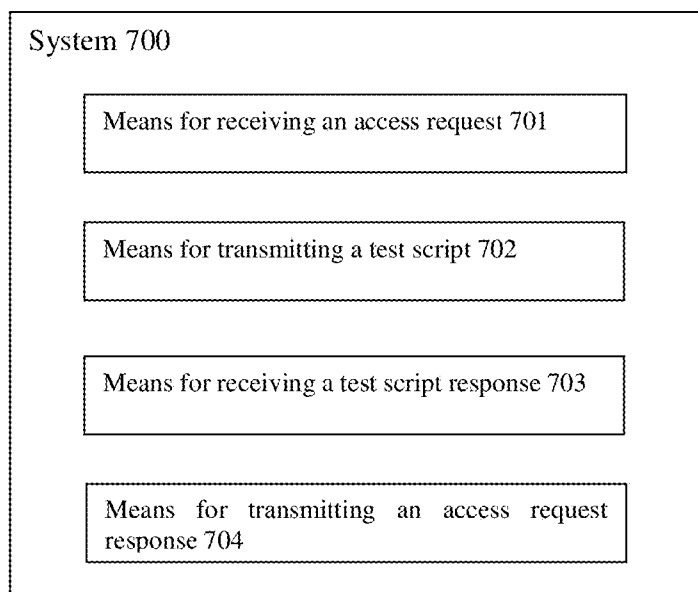 System 700
Means for receiving an access request 701
Means for transmitting a test script 702
Means for receiving a test script response 703
Means for transmitting an access request
response 704